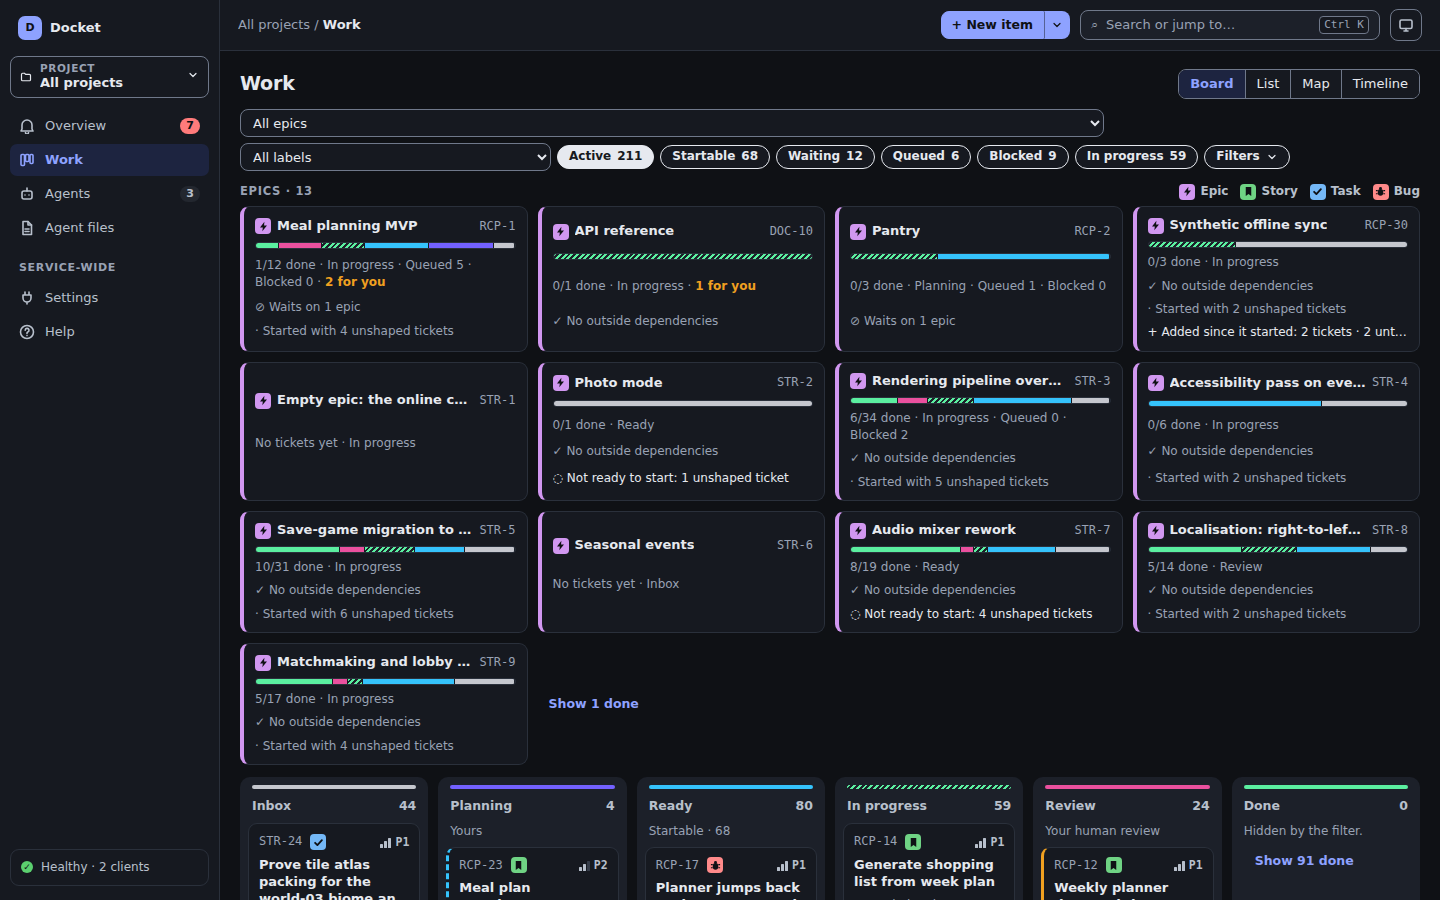 D Docket
PROJECT
All projects
Overview 7
Work
Agents 3
Agent files
SERVICE-WIDE
Settings
Help
Healthy · 2 clients
All projects / Work
+ New item
Search or jump to…
Ctrl K
Work
Board List Map Timeline
All epics
All labels
Active 211
Startable 68
Waiting 12
Queued 6
Blocked 9
In progress 59
Filters
EPICS · 13
Epic Story Task Bug
Meal planning MVP RCP-1
1/12 done · In progress · Queued 5 ·
Blocked 0 · 2 for you
⊘ Waits on 1 epic
· Started with 4 unshaped tickets
API reference DOC-10
0/1 done · In progress · 1 for you
✓ No outside dependencies
Pantry RCP-2
0/3 done · Planning · Queued 1 · Blocked 0
⊘ Waits on 1 epic
Synthetic offline sync RCP-30
0/3 done · In progress
✓ No outside dependencies
· Started with 2 unshaped tickets
+ Added since it started: 2 tickets · 2 unt…
Empty epic: the online c… STR-1
No tickets yet · In progress
Photo mode STR-2
0/1 done · Ready
✓ No outside dependencies
◌ Not ready to start: 1 unshaped ticket
Rendering pipeline over… STR-3
6/34 done · In progress · Queued 0 ·
Blocked 2
✓ No outside dependencies
· Started with 5 unshaped tickets
Accessibility pass on eve… STR-4
0/6 done · In progress
✓ No outside dependencies
· Started with 2 unshaped tickets
Save-game migration to … STR-5
10/31 done · In progress
✓ No outside dependencies
· Started with 6 unshaped tickets
Seasonal events STR-6
No tickets yet · Inbox
Audio mixer rework STR-7
8/19 done · Ready
✓ No outside dependencies
◌ Not ready to start: 4 unshaped tickets
Localisation: right-to-lef… STR-8
5/14 done · Review
✓ No outside dependencies
· Started with 2 unshaped tickets
Matchmaking and lobby … STR-9
5/17 done · In progress
✓ No outside dependencies
· Started with 4 unshaped tickets
Show 1 done
Inbox 44
STR-24 P1
Prove tile atlas
packing for the
world-03 biome an
Planning 4
Yours
RCP-23 P2
Meal plan
Ready 80
Startable · 68
RCP-17 P1
Planner jumps back
In progress 59
RCP-14 P1
Generate shopping
list from week plan
Review 24
Your human review
RCP-12 P1
Weekly planner
Done 0
Hidden by the filter.
Show 91 done